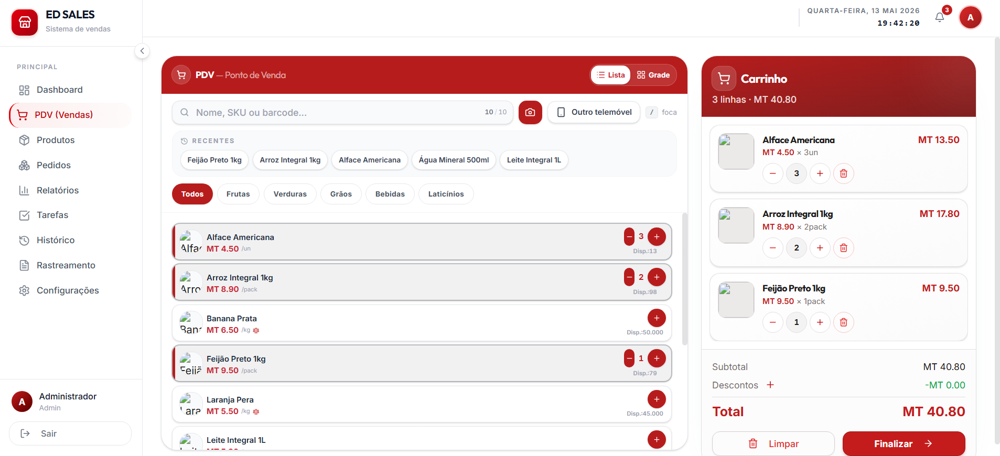 ED SALES
Sistema de vendas
QUARTA-FEIRA, 13 MAI 2026
19:42:20
3
A
PRINCIPAL
Dashboard
PDV (Vendas)
Produtos
Pedidos
Relatórios
Tarefas
Histórico
Rastreamento
Configurações
A
Administrador
Admin
Sair
PDV — Ponto de Venda
Lista
Grade
Nome, SKU ou barcode...
10 / 10
Outro telemóvel
/ foca
RECENTES
Feijão Preto 1kg
Arroz Integral 1kg
Alface Americana
Água Mineral 500ml
Leite Integral 1L
Todos
Frutas
Verduras
Grãos
Bebidas
Laticínios
Alface Americana
MT 4.50 /un
− 3 +
Disp.:13
Arroz Integral 1kg
MT 8.90 /pack
− 2 +
Disp.:98
Banana Prata
MT 6.50 /kg
+
Disp.:50.000
Feijão Preto 1kg
MT 9.50 /pack
− 1 +
Disp.:79
Laranja Pera
MT 5.50 /kg
+
Disp.:45.000
Leite Integral 1L
+
Carrinho
3 linhas · MT 40.80
Alface Americana
MT 13.50
MT 4.50 × 3un
− 3 +
Arroz Integral 1kg
MT 17.80
MT 8.90 × 2pack
− 2 +
Feijão Preto 1kg
MT 9.50
MT 9.50 × 1pack
− 1 +
Subtotal
MT 40.80
Descontos +
-MT 0.00
Total
MT 40.80
Limpar
Finalizar →